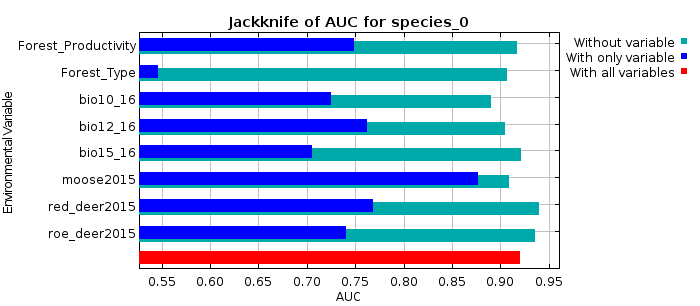 Jackknife of AUC for species_0
Forest_Productivity
Forest_Type
bio10_16
bio12_16
bio15_16
moose2015
red_deer2015
roe_deer2015
Environmental Variable
0.55 0.60 0.65 0.70 0.75 0.80 0.85 0.90 0.95
AUC
Without variable
With only variable
With all variables